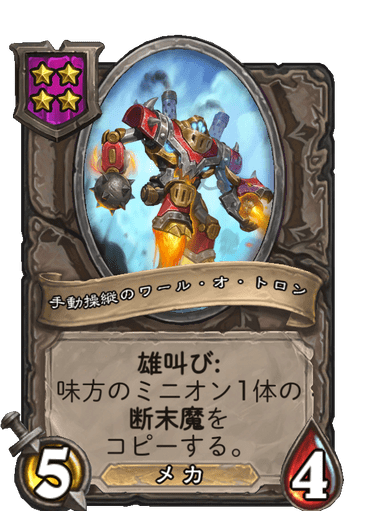 手動操縦のワール・オ・トロン
雄叫び:
味方のミニオン1体の
断末魔を
コピーする。
5
メカ
4